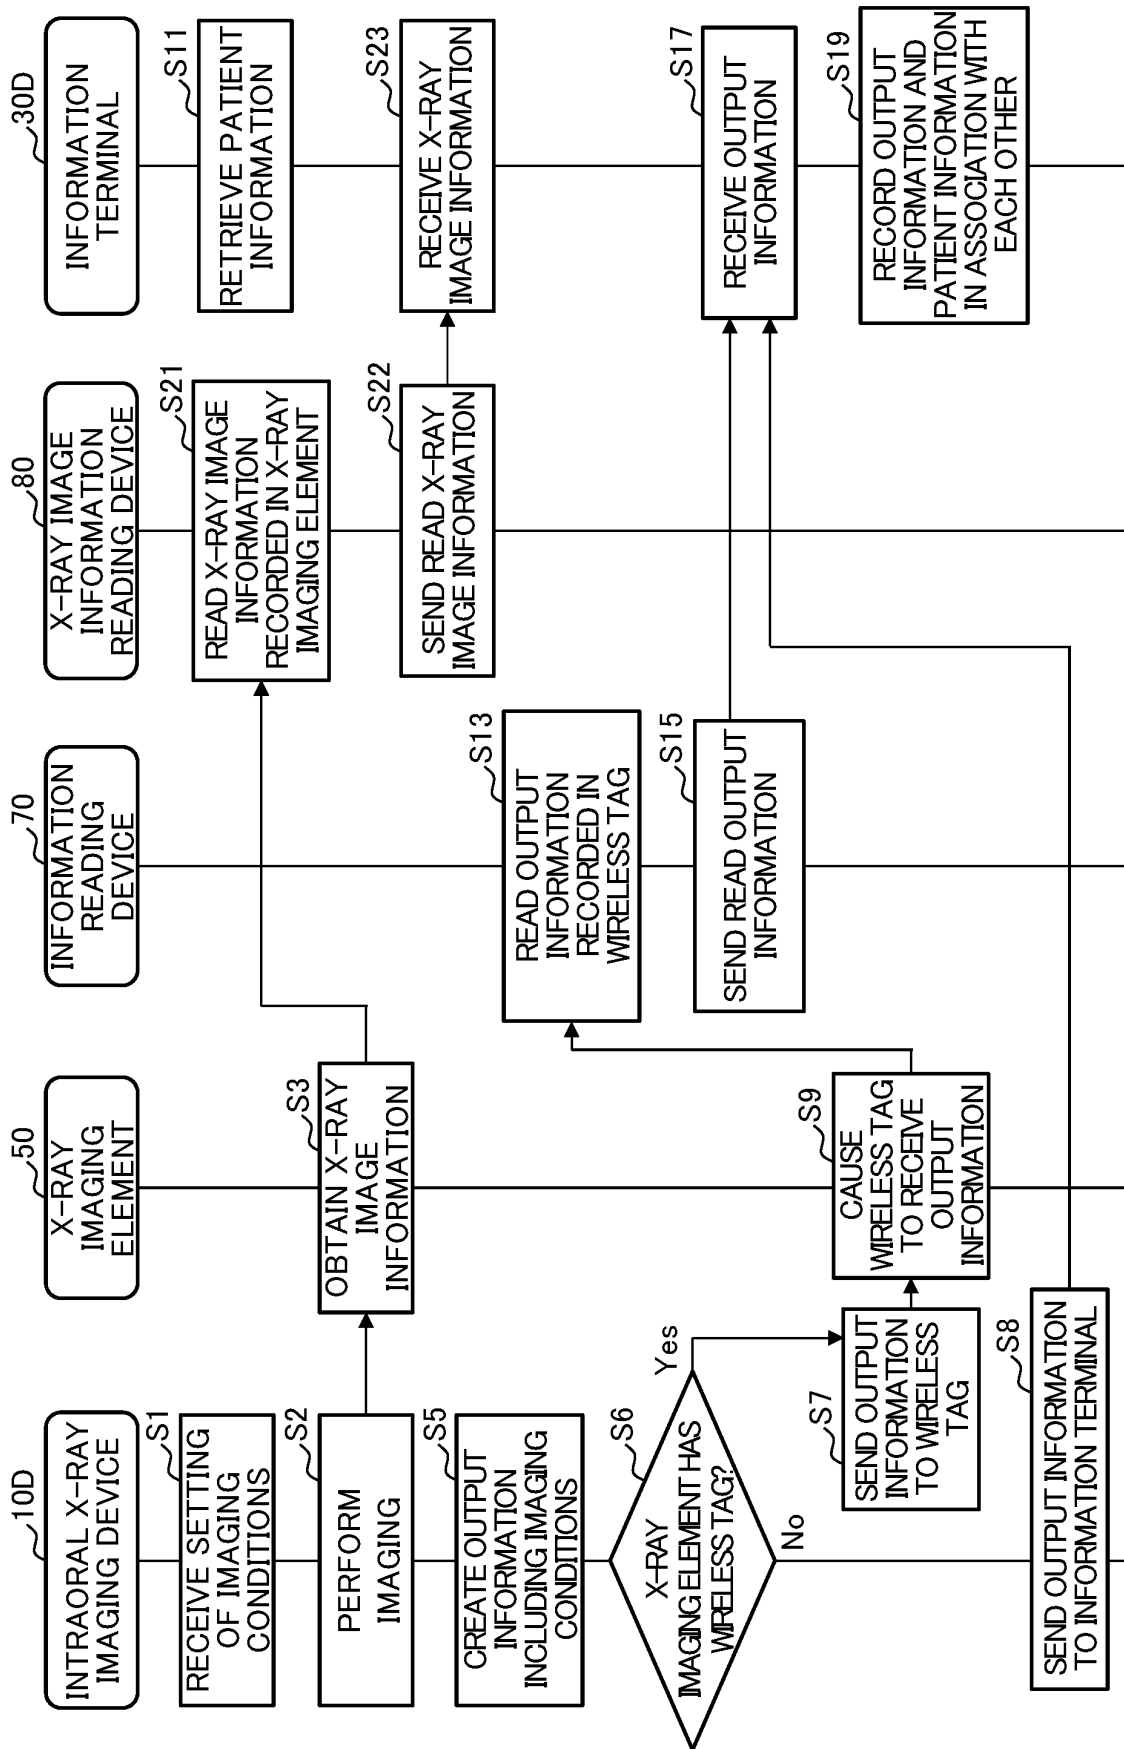 10D
INTRAORAL X-RAY
IMAGING DEVICE
S1
RECEIVE SETTING
OF IMAGING
CONDITIONS
S2
PERFORM
IMAGING
S5
CREATE OUTPUT
INFORMATION
INCLUDING IMAGING
CONDITIONS
S6
X-RAY
IMAGING ELEMENT HAS
WIRELESS TAG?
Yes
No
S7
SEND OUTPUT
INFORMATION
TO WIRELESS
TAG
S8
SEND OUTPUT INFORMATION
TO INFORMATION TERMINAL
50
X-RAY
IMAGING
ELEMENT
S3
OBTAIN X-RAY
IMAGE
INFORMATION
S9
CAUSE
WIRELESS TAG
TO RECEIVE
OUTPUT
INFORMATION
70
INFORMATION
READING
DEVICE
S13
READ OUTPUT
INFORMATION
RECORDED IN
WIRELESS TAG
S15
SEND READ OUTPUT
INFORMATION
80
X-RAY IMAGE
INFORMATION
READING DEVICE
S21
READ X-RAY IMAGE
INFORMATION
RECORDED IN X-RAY
IMAGING ELEMENT
S22
SEND READ X-RAY
IMAGE INFORMATION
30D
INFORMATION
TERMINAL
S11
RETRIEVE PATIENT
INFORMATION
S23
RECEIVE X-RAY
IMAGE INFORMATION
S17
RECEIVE OUTPUT
INFORMATION
S19
RECORD OUTPUT
INFORMATION AND
PATIENT INFORMATION
IN ASSOCIATION WITH
EACH OTHER